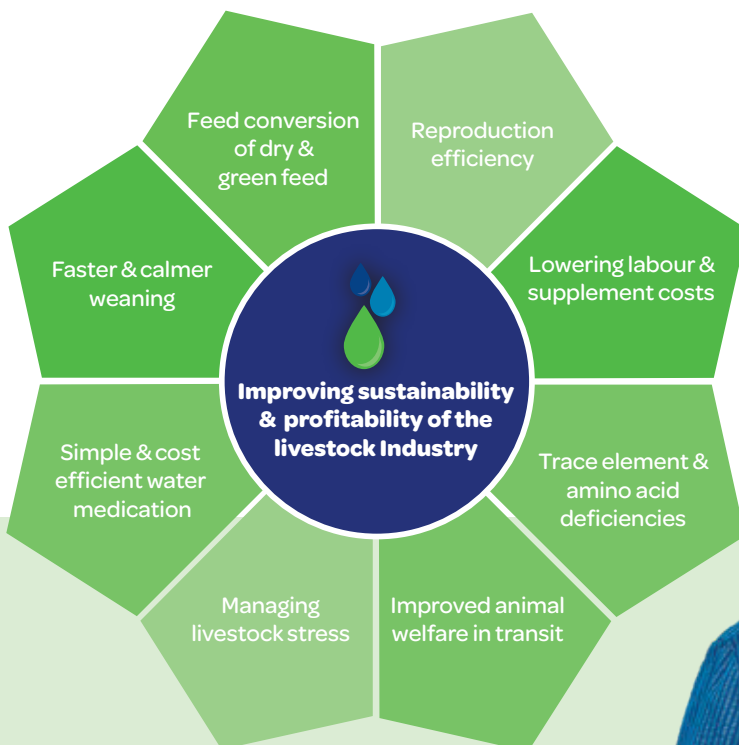 Feed conversion
of dry &
green feed
Reproduction
efficiency
Lowering labour &
supplement costs
Trace element &
amino acid
deficiencies
Improved animal
welfare in transit
Managing
livestock stress
Simple & cost
efficient water
medication
Faster & calmer
weaning
Improving sustainability
& profitability of the
livestock Industry